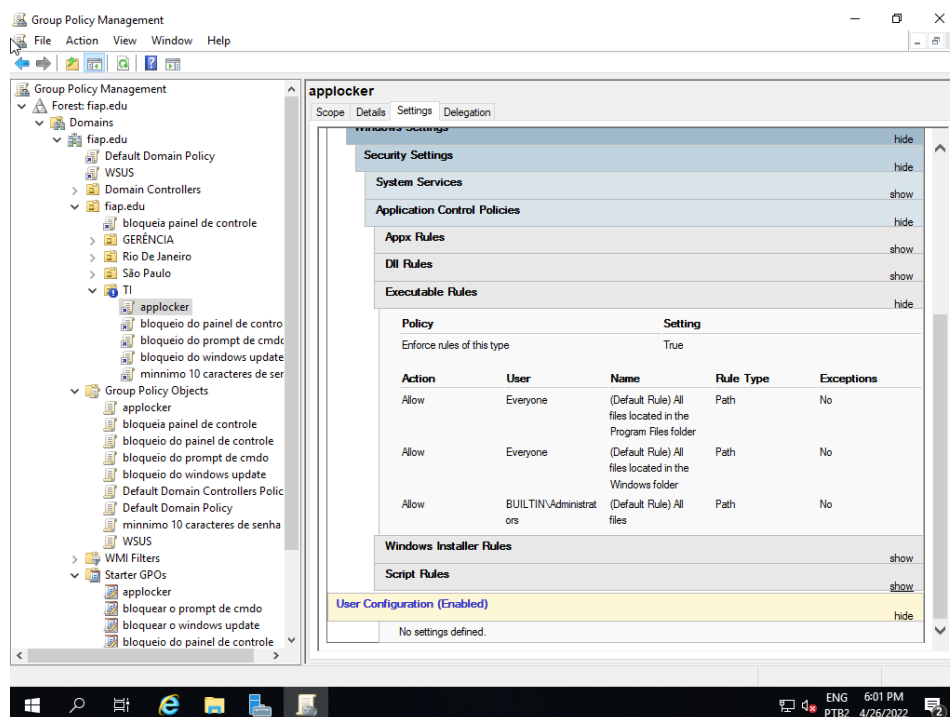 Group Policy Management
File Action View Window Help
Group Policy Management
Forest: fiap.edu
Domains
fiap.edu
Default Domain Policy
WSUS
Domain Controllers
fiap.edu
bloqueia painel de controle
GERÊNCIA
Rio De Janeiro
São Paulo
TI
applocker
bloqueio do painel de contro
bloqueio do prompt de cmdo
bloqueio do windows update
minnimo 10 caracteres de ser
Group Policy Objects
applocker
bloqueia painel de controle
bloqueio do painel de controle
bloqueio do prompt de cmdo
bloqueio do windows update
Default Domain Controllers Polic
Default Domain Policy
minnimo 10 caracteres de senha
WSUS
WMI Filters
Starter GPOs
applocker
bloquear o prompt de cmdo
bloquear o windows update
bloqueio do painel de controle
applocker
Scope Details Settings Delegation
Windows Settings hide
Security Settings hide
System Services show
Application Control Policies hide
Appx Rules show
Dll Rules show
Executable Rules hide
Policy Setting
Enforce rules of this type True
Action User Name Rule Type Exceptions
Allow Everyone (Default Rule) All Path No
files located in the
Program Files folder
Allow Everyone (Default Rule) All Path No
files located in the
Windows folder
Allow BUILTIN\Administrat (Default Rule) All Path No
ors files
Windows Installer Rules show
Script Rules show
User Configuration (Enabled) hide
No settings defined.
ENG 6:01 PM
PTB2 4/26/2022
2